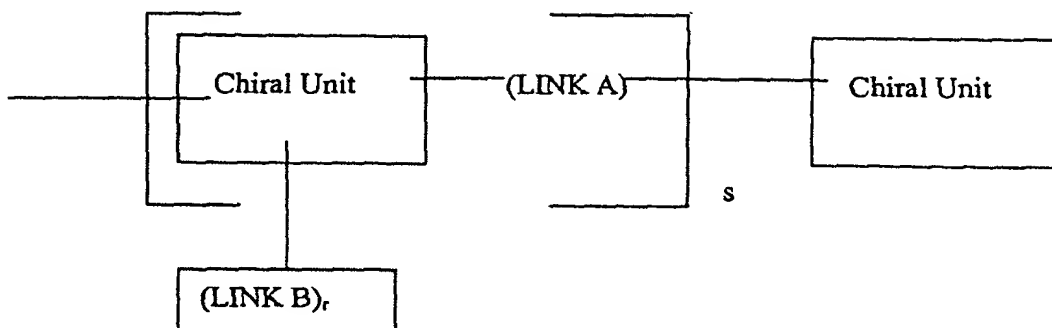 Chiral Unit
(LINK A)
Chiral Unit
s
(LINK B)r